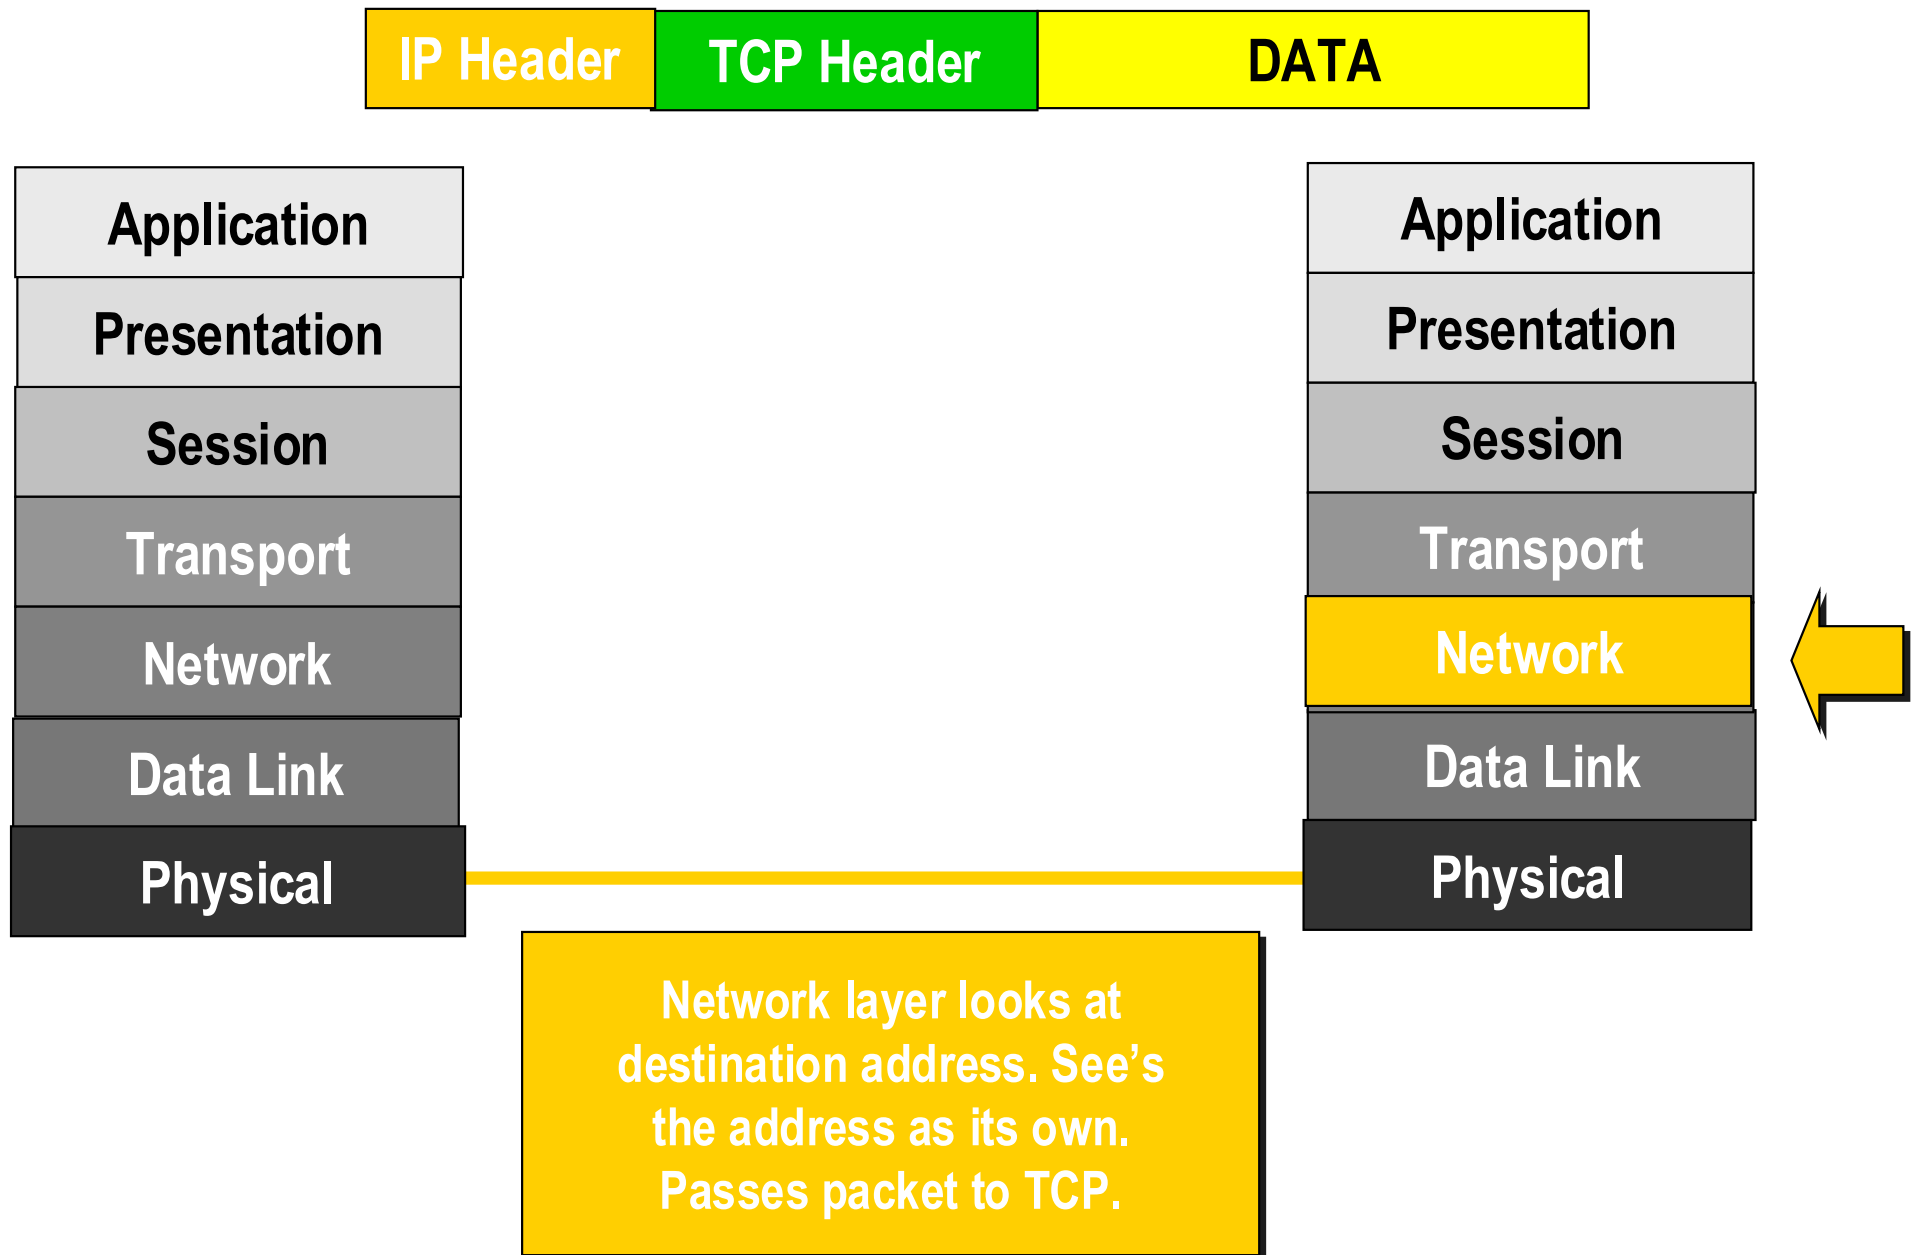 IP Header
TCP Header
DATA
Application
Presentation
Session
Transport
Network
Data Link
Physical
Application
Presentation
Session
Transport
Network
Data Link
Physical
Network layer looks at
destination address. See’s
the address as its own.
Passes packet to TCP.